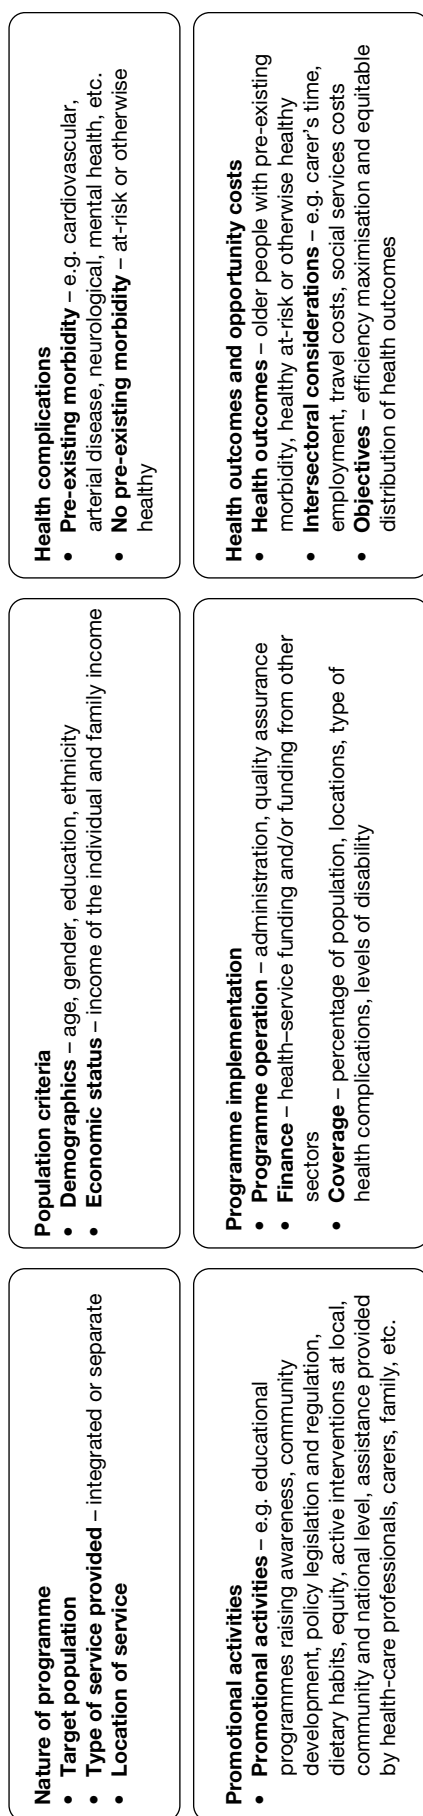 Nature of programme
• Target population
• Type of service provided – integrated or separate
• Location of service
Population criteria
• Demographics – age, gender, education, ethnicity
• Economic status – income of the individual and family income
Health complications
• Pre-existing morbidity – e.g. cardiovascular,
arterial disease, neurological, mental health, etc.
• No pre-existing morbidity – at-risk or otherwise
healthy
Promotional activities
• Promotional activities – e.g. educational
programmes raising awareness, community
development, policy legislation and regulation,
dietary habits, equity, active interventions at local,
community and national level, assistance provided
by health-care professionals, carers, family, etc.
Programme implementation
• Programme operation – administration, quality assurance
• Finance – health–service funding and/or funding from other
sectors
• Coverage – percentage of population, locations, type of
health complications, levels of disability
Health outcomes and opportunity costs
• Health outcomes – older people with pre-existing
morbidity, healthy at-risk or otherwise healthy
• Intersectoral considerations – e.g. carer's time,
employment, travel costs, social services costs
• Objectives – efficiency maximisation and equitable
distribution of health outcomes